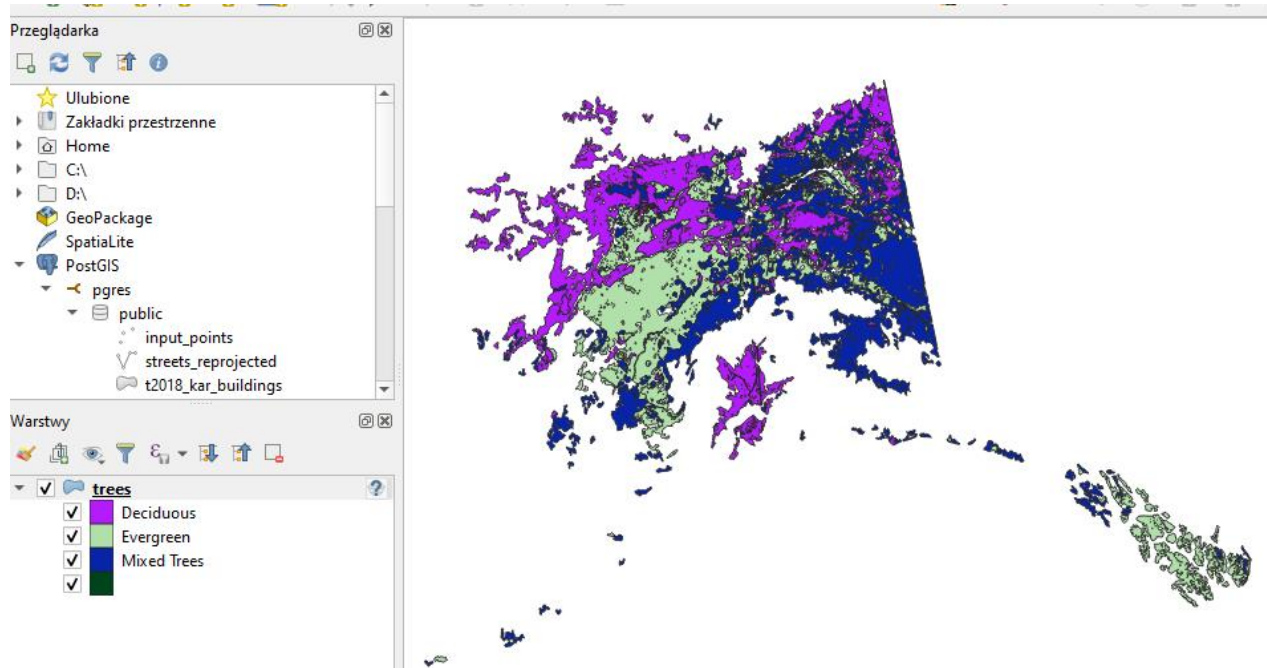 Przeglądarka
Ulubione
Zakładki przestrzenne
Home
C:\
D:\
GeoPackage
SpatiaLite
PostGIS
pgres
public
input_points
streets_reprojected
t2018_kar_buildings
Warstwy
trees
Deciduous
Evergreen
Mixed Trees